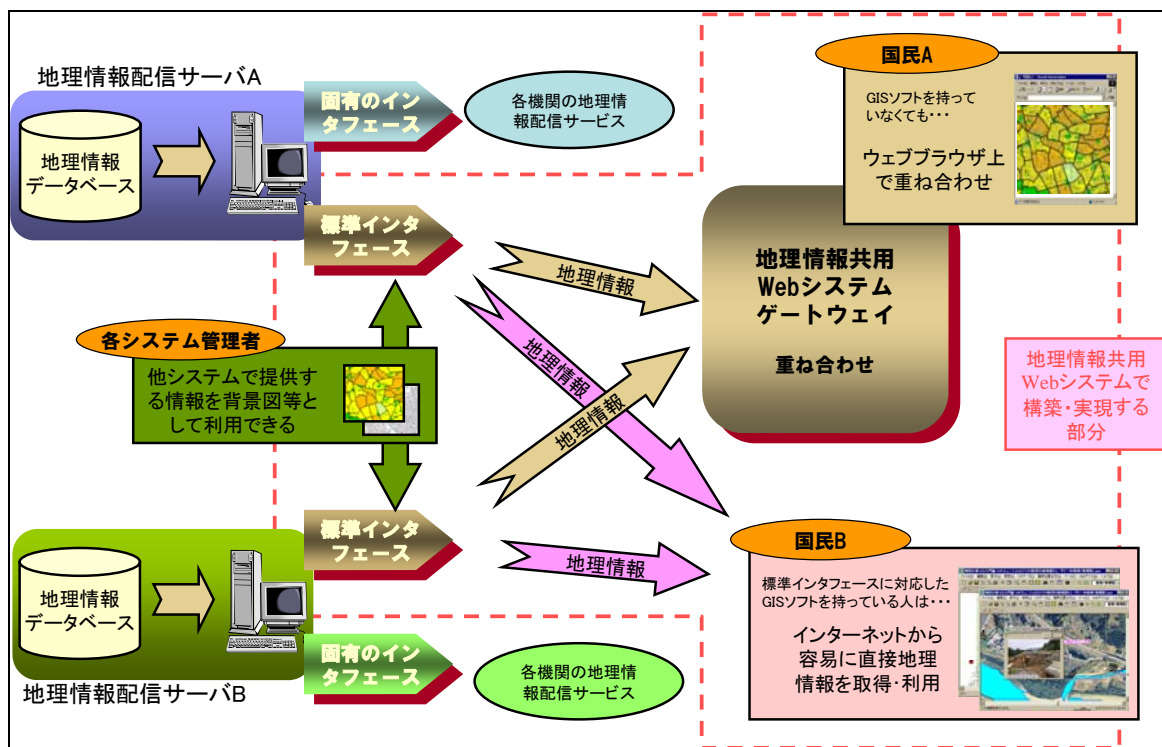 地理情報配信サーバA
地理情報
データベース
固有のイン
タフェース
各機関の地理情
報配信サービス
標準インタ
フェース
国民A
GISソフトを持って
いなくても・・・
ウェブブラウザ上
で重ね合わせ
地理情報
地理情報
地理情報
地理情報
地理情報共用
Webシステム
ゲートウェイ
重ね合わせ
各システム管理者
他システムで提供す
る情報を背景図等と
して利用できる
地理情報共用
Webシステムで
構築・実現する
部分
標準インタ
フェース
地理情報
データベース
固有のイン
タフェース
各機関の地理情
報配信サービス
地理情報配信サーバB
国民B
標準インタフェースに対応した
GISソフトを持っている人は・・・
インターネットから
容易に直接地理
情報を取得・利用